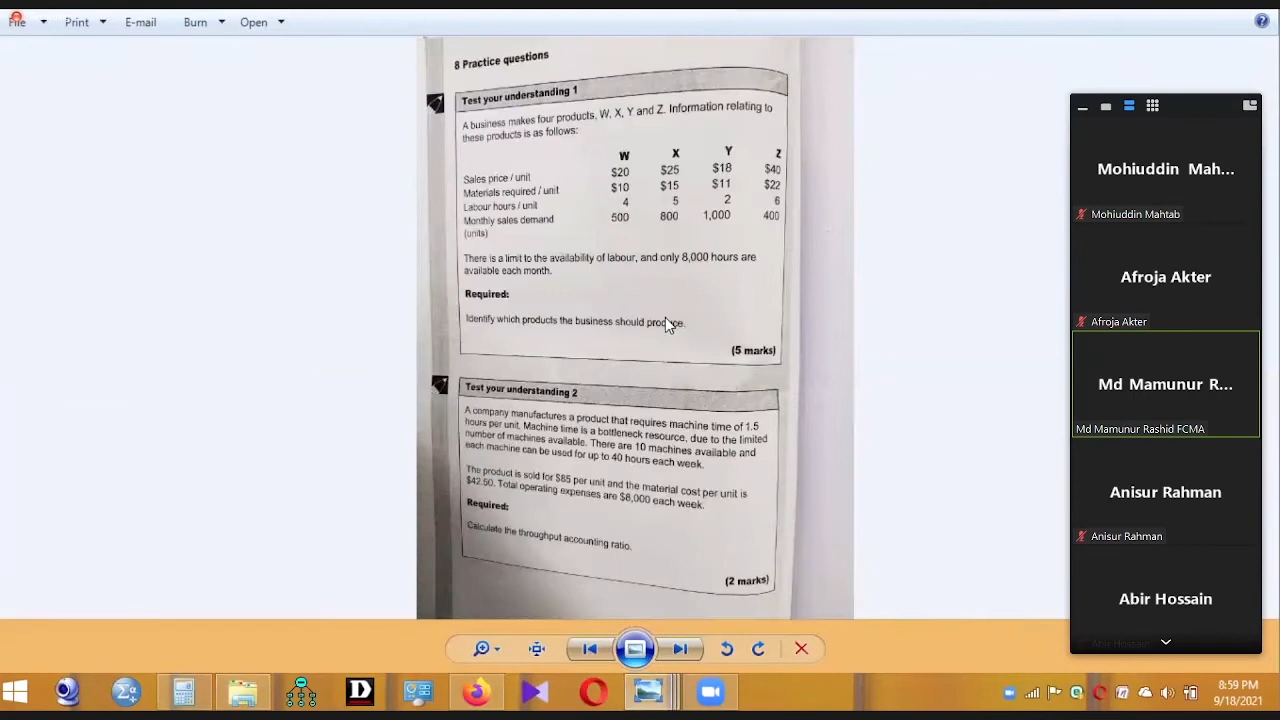 File Print E-mail Burn Open
8 Practice questions
Test your understanding 1
A business makes four products, W, X, Y and Z. Information relating to
these products is as follows:
W X Y Z
Sales price / unit $20 $25 $18 $40
Materials required / unit $10 $15 $11 $22
Labour hours / unit 4 5 2 6
Monthly sales demand 500 800 1,000 400
(units)
There is a limit to the availability of labour, and only 8,000 hours are
available each month.
Required:
Identify which products the business should produce.
(5 marks)
Test your understanding 2
A company manufactures a product that requires machine time of 1.5
hours per unit. Machine time is a bottleneck resource, due to the limited
number of machines available. There are 10 machines available and
each machine can be used for up to 40 hours each week.
The product is sold for $85 per unit and the material cost per unit is
$42.50. Total operating expenses are $8,000 each week.
Required:
Calculate the throughput accounting ratio.
(2 marks)
Mohiuddin Mah...
Mohiuddin Mahtab
Afroja Akter
Afroja Akter
Md Mamunur R...
Md Mamunur Rashid FCMA
Anisur Rahman
Anisur Rahman
Abir Hossain
Abir Hossain
Σα
D
8:59 PM
9/18/2021